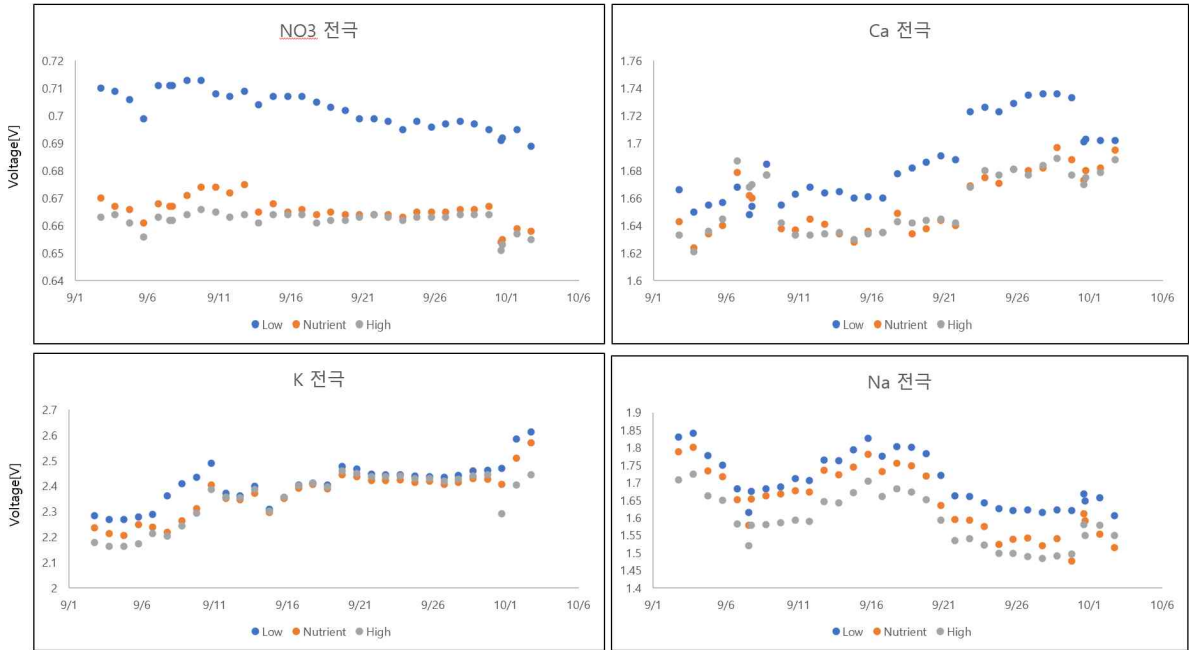 NO3 전극
Voltage[V]
0.72
0.71
0.7
0.69
0.68
0.67
0.66
0.65
0.64
9/1 9/6 9/11 9/16 9/21 9/26 10/1 10/6
Low Nutrient High
Ca 전극
1.76
1.74
1.72
1.7
1.68
1.66
1.64
1.62
1.6
9/1 9/6 9/11 9/16 9/21 9/26 10/1 10/6
Low Nutrient High
K 전극
Voltage[V]
2.7
2.6
2.5
2.4
2.3
2.2
2.1
2
9/1 9/6 9/11 9/16 9/21 9/26 10/1 10/6
Low Nutrient High
Na 전극
1.9
1.85
1.8
1.75
1.7
1.65
1.6
1.55
1.5
1.45
1.4
9/1 9/6 9/11 9/16 9/21 9/26 10/1 10/6
Low Nutrient High